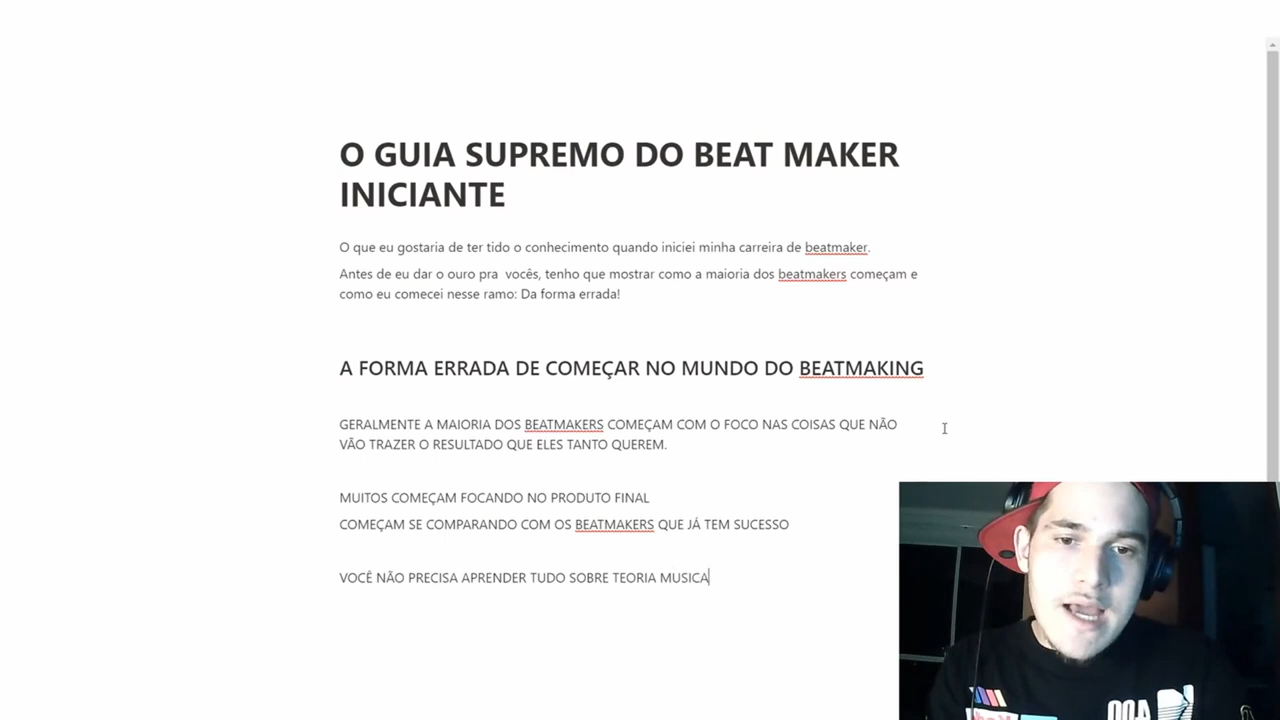 O GUIA SUPREMO DO BEAT MAKER
INICIANTE
O que eu gostaria de ter tido o conhecimento quando iniciei minha carreira de beatmaker.
Antes de eu dar o ouro pra  vocês, tenho que mostrar como a maioria dos beatmakers começam e
como eu comecei nesse ramo: Da forma errada!
A FORMA ERRADA DE COMEÇAR NO MUNDO DO BEATMAKING
GERALMENTE A MAIORIA DOS BEATMAKERS COMEÇAM COM O FOCO NAS COISAS QUE NÃO
VÃO TRAZER O RESULTADO QUE ELES TANTO QUEREM.
MUITOS COMEÇAM FOCANDO NO PRODUTO FINAL
COMEÇAM SE COMPARANDO COM OS BEATMAKERS QUE JÁ TEM SUCESSO
VOCÊ NÃO PRECISA APRENDER TUDO SOBRE TEORIA MUSICA